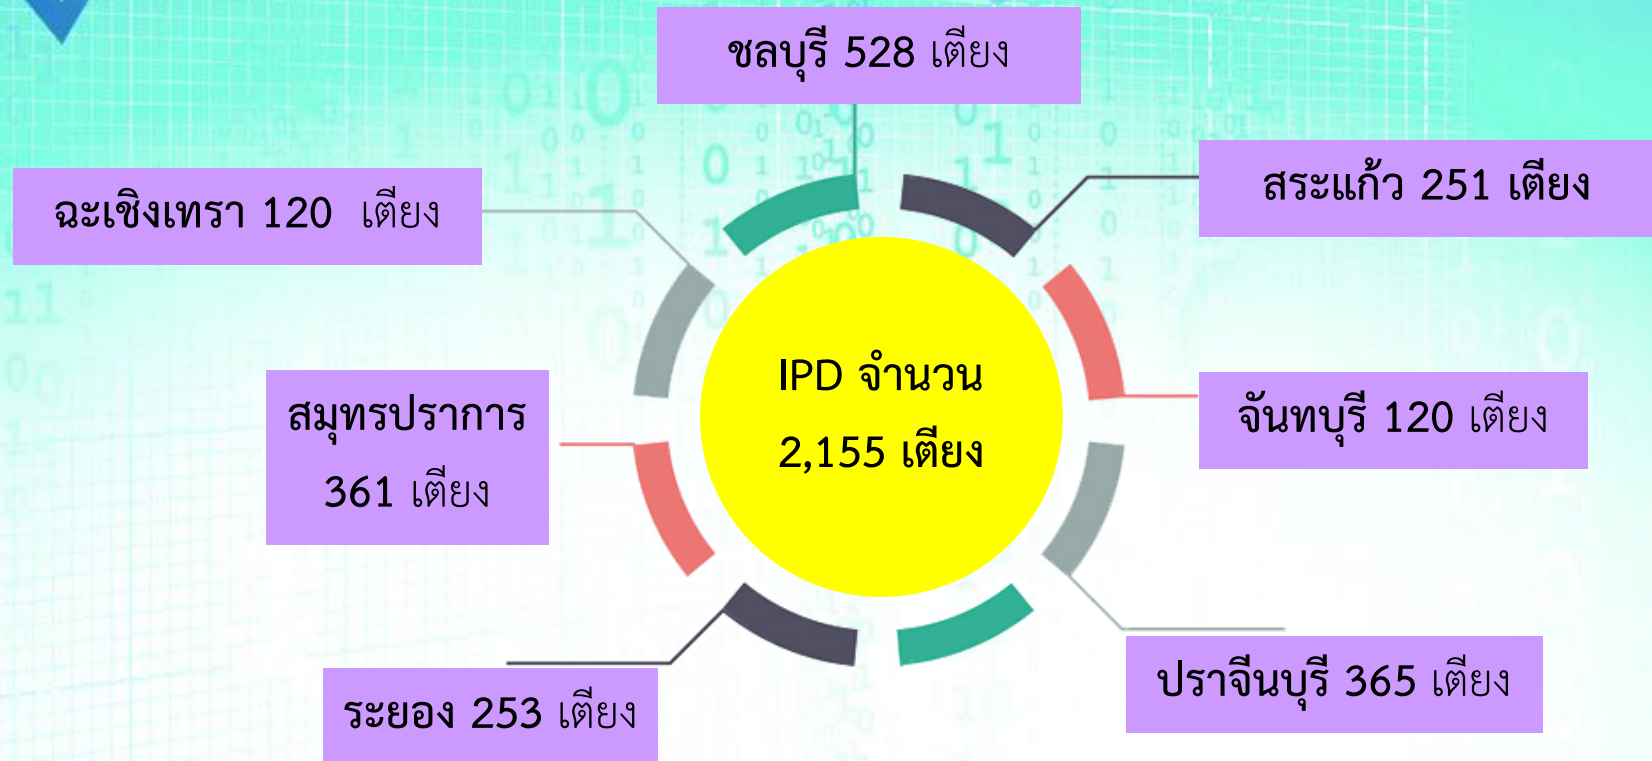 ชลบุรี 528 เตียง
สระแก้ว 251 เตียง
ฉะเชิงเทรา 120 เตียง
IPD จำนวน
2,155 เตียง
สมุทรปราการ
361 เตียง
จันทบุรี 120 เตียง
ปราจีนบุรี 365 เตียง
ระยอง 253 เตียง